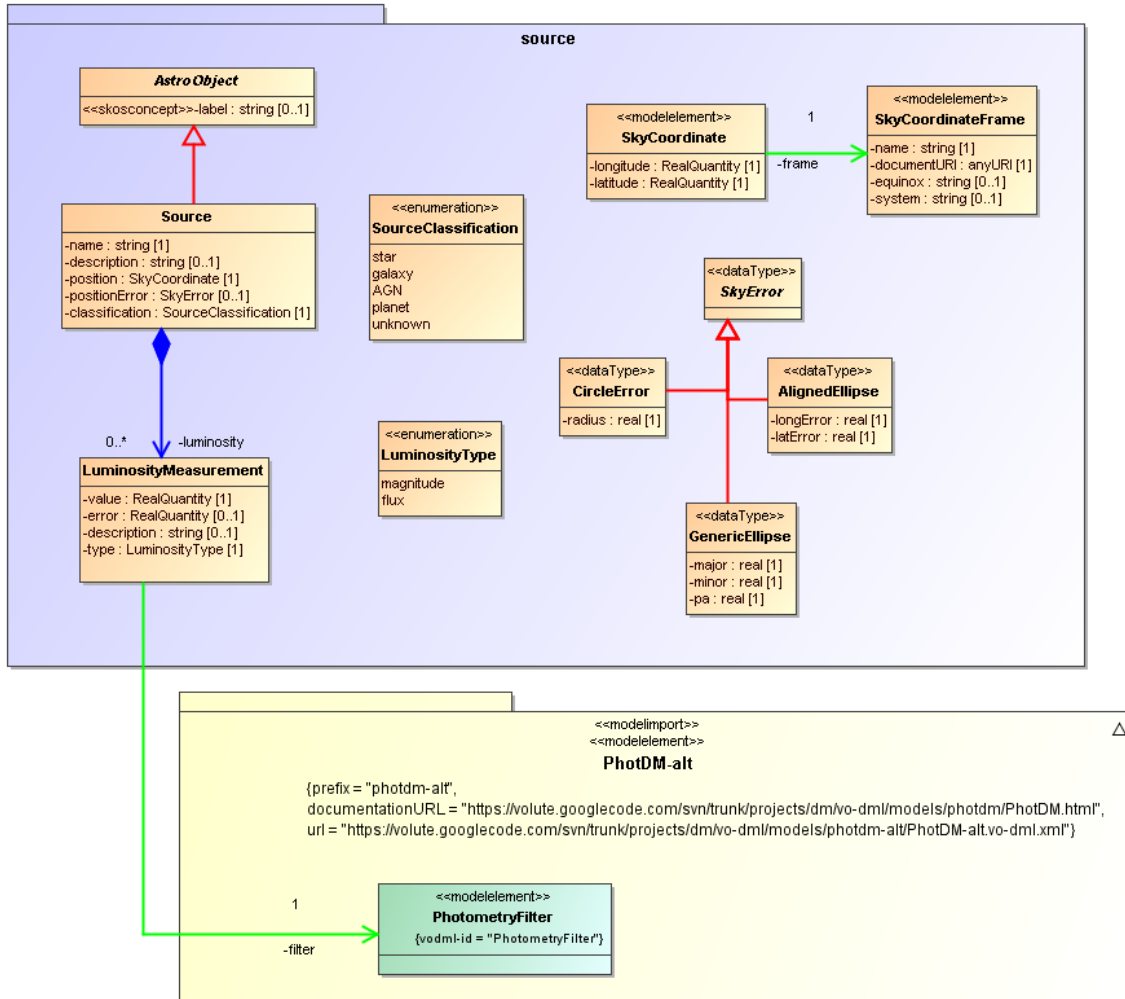 source
AstroObject
<<skosconcept>>-label : string [0..1]
Source
-name : string [1]
-description : string [0..1]
-position : SkyCoordinate [1]
-positionError : SkyError [0..1]
-classification : SourceClassification [1]
0..*
-luminosity
LuminosityMeasurement
-value : RealQuantity [1]
-error : RealQuantity [0..1]
-description : string [0..1]
-type : LuminosityType [1]
<<enumeration>>
SourceClassification
star
galaxy
AGN
planet
unknown
<<enumeration>>
LuminosityType
magnitude
flux
<<modelelement>>
SkyCoordinate
-longitude : RealQuantity [1]
-latitude : RealQuantity [1]
1
-frame
<<modelelement>>
SkyCoordinateFrame
-name : string [1]
-documentURI : anyURI [1]
-equinox : string [0..1]
-system : string [0..1]
<<dataType>>
SkyError
<<dataType>>
CircleError
-radius : real [1]
<<dataType>>
AlignedEllipse
-longError : real [1]
-latError : real [1]
<<dataType>>
GenericEllipse
-major : real [1]
-minor : real [1]
-pa : real [1]
<<modelimport>>
<<modelelement>>
PhotDM-alt
{prefix = "photdm-alt",
documentationURL = "https://volute.googlecode.com/svn/trunk/projects/dm/vo-dml/models/photdm/PhotDM.html",
url = "https://volute.googlecode.com/svn/trunk/projects/dm/vo-dml/models/photdm-alt/PhotDM-alt.vo-dml.xml"}
1
-filter
<<modelelement>>
PhotometryFilter
{vodml-id = "PhotometryFilter"}